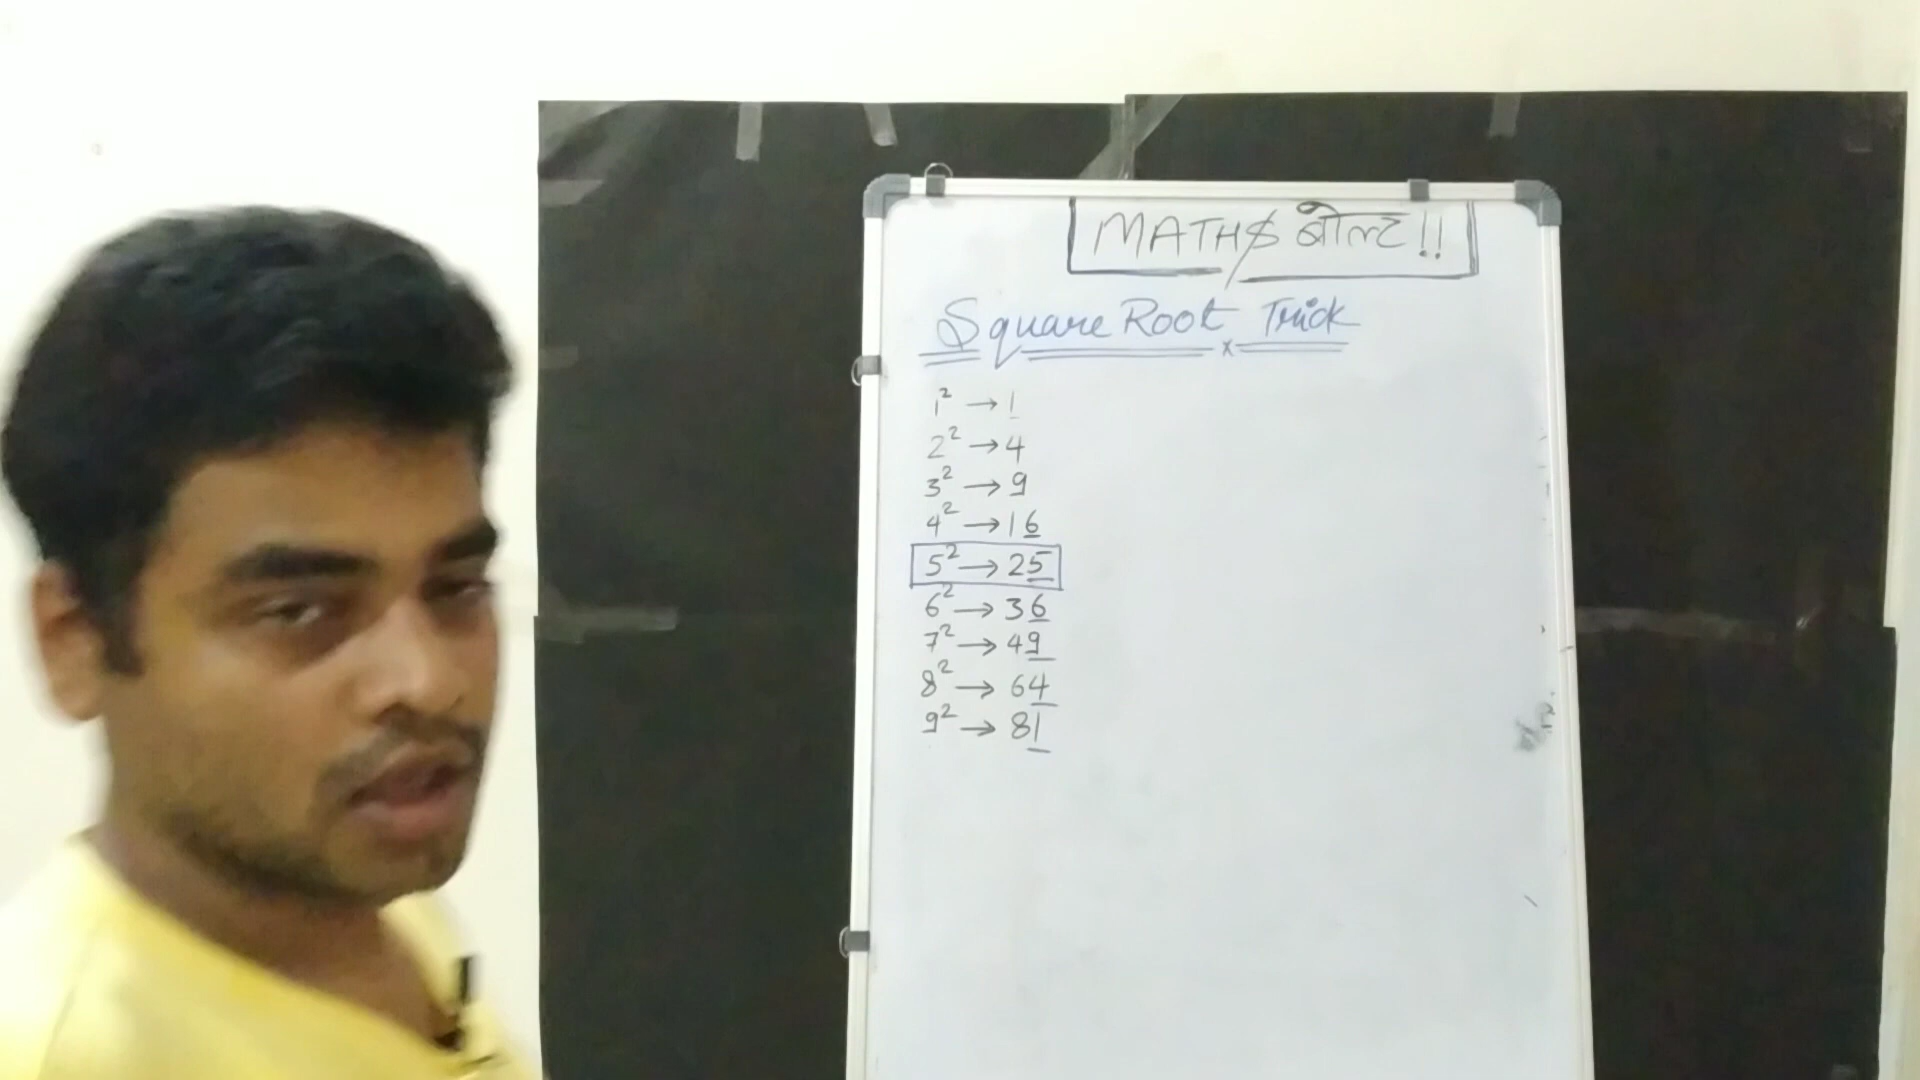 MATH$ बोल्ट!!
Square Root Trick
1² → 1
2² → 4
3² → 9
4² → 16
5² → 25
6² → 36
7² → 49
8² → 64
9² → 81